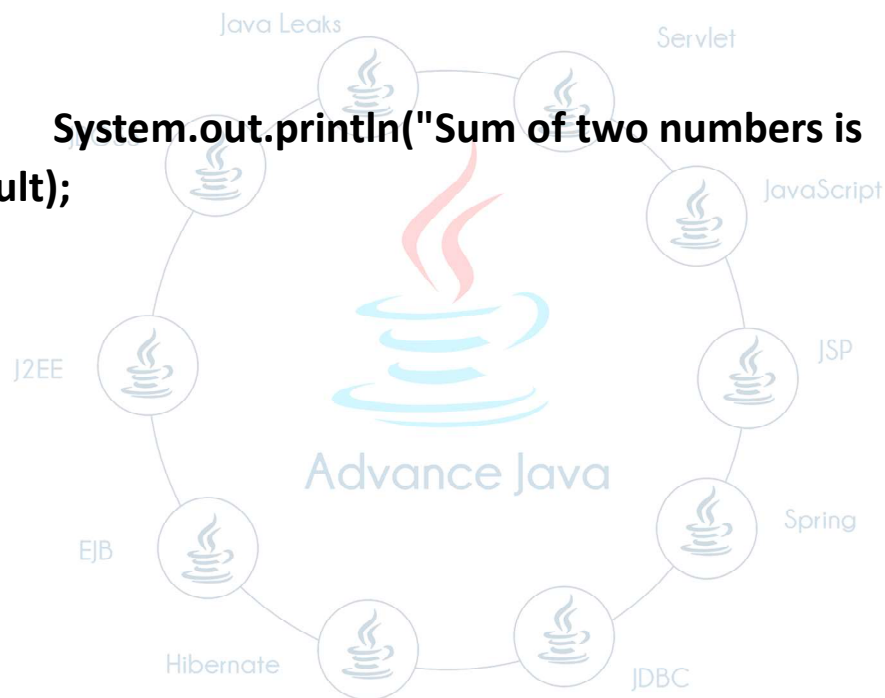 Java Leaks
Servlet
System.out.println("Sum of two numbers is
ult);
JavaScript
J2EE
JSP
Advance Java
Spring
EJB
Hibernate
JDBC